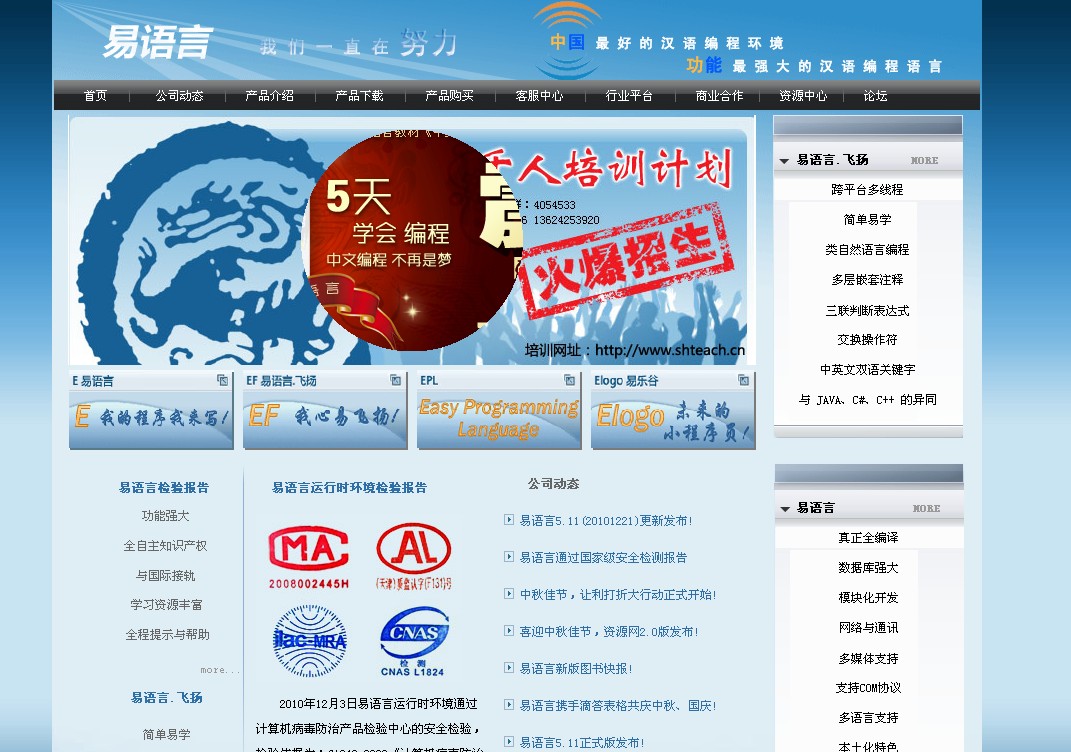 易语言
我们一直在努力
中国 最好的汉语编程环境
功能 最强大的汉语编程语言
首页 公司动态 产品介绍 产品下载 产品购买 客服中心 行业平台 商业合作 资源中心 论坛
千人培训计划
5天
学会 编程
中文编程 不再是梦
4054533
13624253920
火爆招生
培训网址：http://www.shteach.cn
E 易语言
E 我的程序我来写!
EF 易语言.飞扬
EF 我心易飞扬!
EPL
Easy Programming
Language
Elogo 易乐谷
Elogo 未来的
小程序员!
易语言.飞扬 MORE
跨平台多线程
简单易学
类自然语言编程
多层嵌套注释
三联判断表达式
交换操作符
中英文双语关键字
与 JAVA、C#、C++ 的异同
易语言检验报告
功能强大
全自主知识产权
与国际接轨
学习资源丰富
全程提示与帮助
more...
易语言.飞扬
简单易学
易语言运行时环境检验报告
MA
2008002445H
AL
(天津)质监认字(F131)号
ilac-MRA
CNAS
检 测
CNAS L1824
2010年12月3日易语言运行时环境通过
计算机病毒防治产品检验中心的安全检验，
公司动态
易语言5.11(20101221)更新发布!
易语言通过国家级安全检测报告
中秋佳节，让利打折大行动正式开始!
喜迎中秋佳节，资源网2.0版发布!
易语言新版图书快报!
易语言携手滴答表格共庆中秋、国庆!
易语言5.11正式版发布!
易语言 MORE
真正全编译
数据库强大
模块化开发
网络与通讯
多媒体支持
支持COM协议
多语言支持
本土化特色